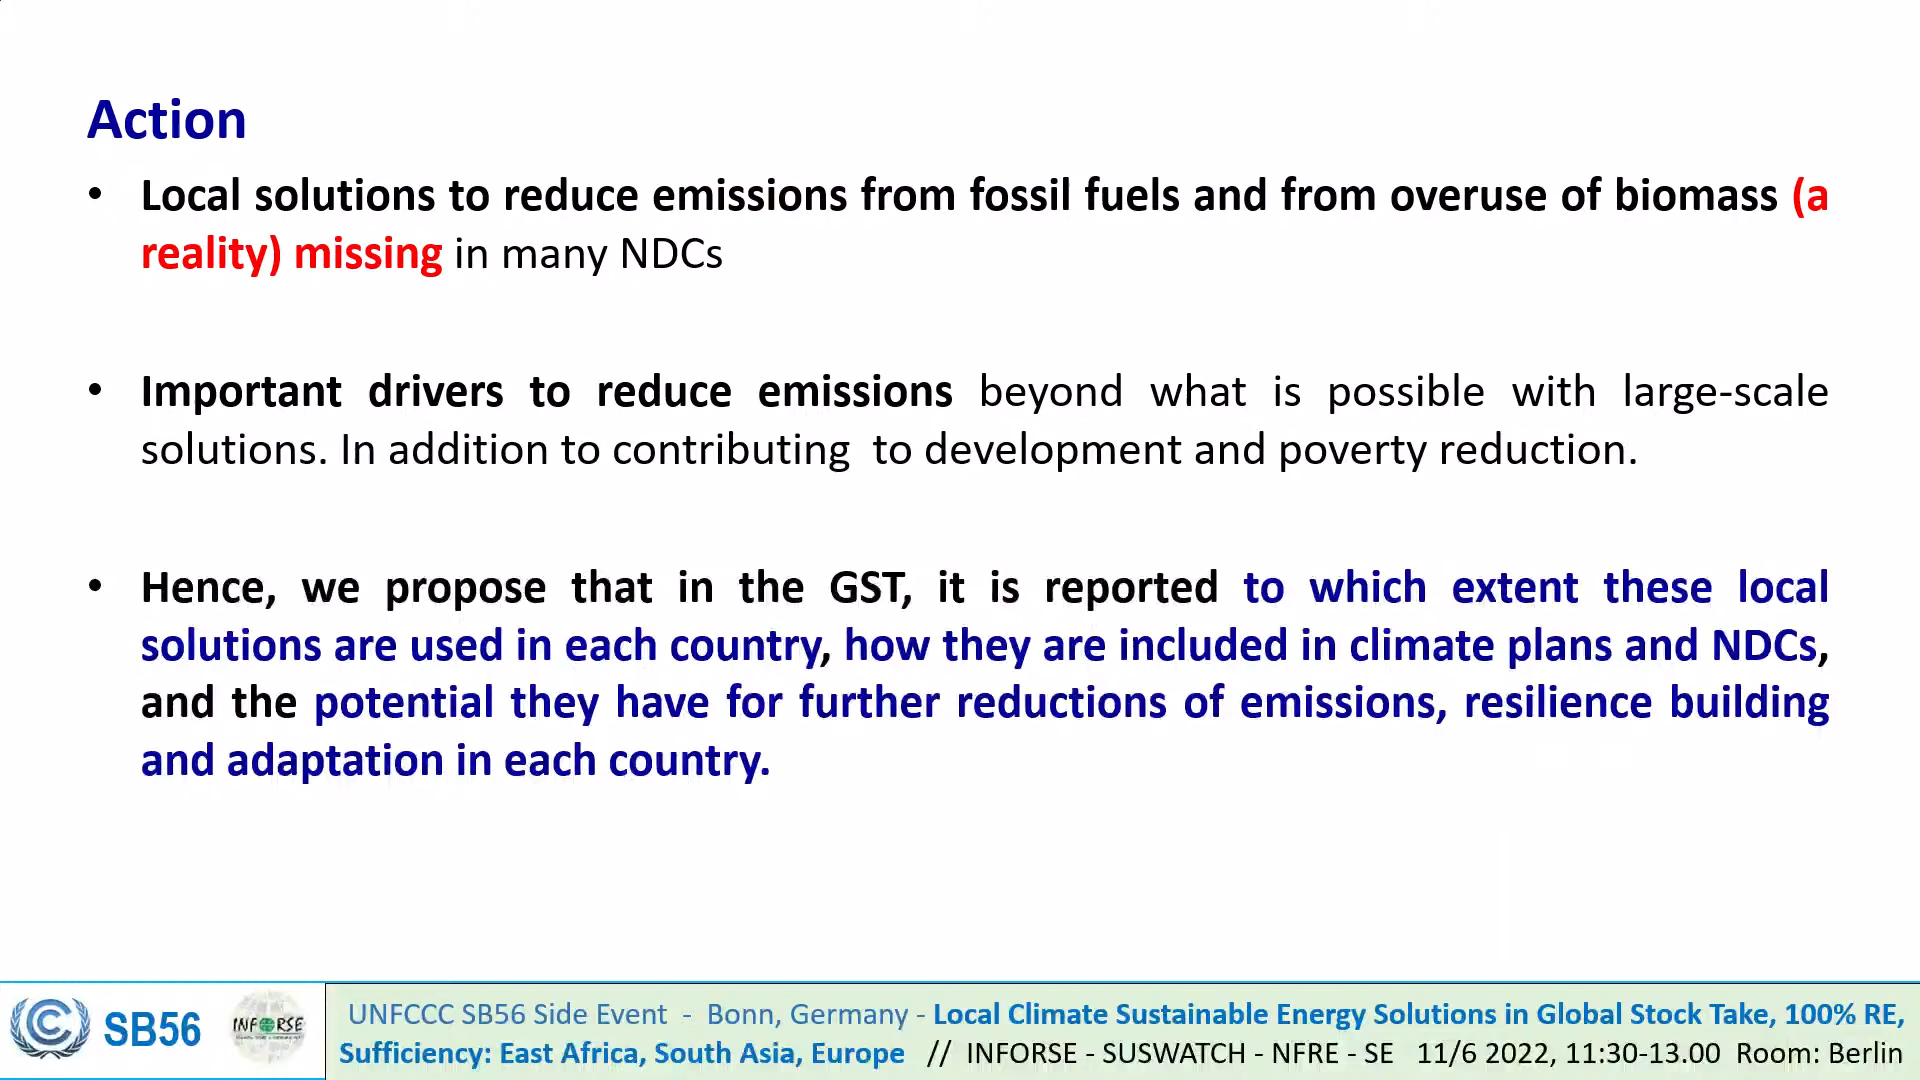 Action
• Local solutions to reduce emissions from fossil fuels and from overuse of biomass (a
reality) missing in many NDCs
• Important drivers to reduce emissions beyond what is possible with large-scale
solutions. In addition to contributing to development and poverty reduction.
• Hence, we propose that in the GST, it is reported to which extent these local
solutions are used in each country, how they are included in climate plans and NDCs,
and the potential they have for further reductions of emissions, resilience building
and adaptation in each country.
SB56
INFORSE
UNFCCC SB56 Side Event - Bonn, Germany - Local Climate Sustainable Energy Solutions in Global Stock Take, 100% RE,
Sufficiency: East Africa, South Asia, Europe // INFORSE - SUSWATCH - NFRE - SE 11/6 2022, 11:30-13.00 Room: Berlin